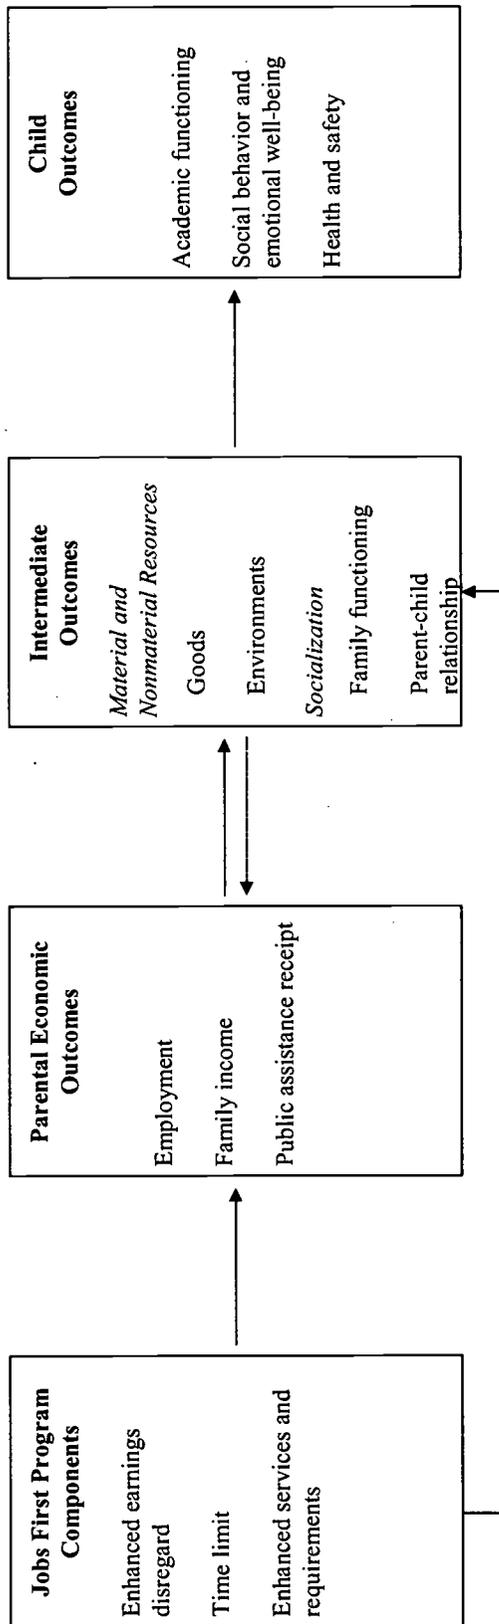 Jobs First Program
Components
Enhanced earnings
disregard
Time limit
Enhanced services and
requirements
Parental Economic
Outcomes
Employment
Family income
Public assistance receipt
Intermediate
Outcomes
Material and
Nonmaterial Resources
Goods
Environments
Socialization
Family functioning
Parent-child
relationship
Child
Outcomes
Academic functioning
Social behavior and
emotional well-being
Health and safety